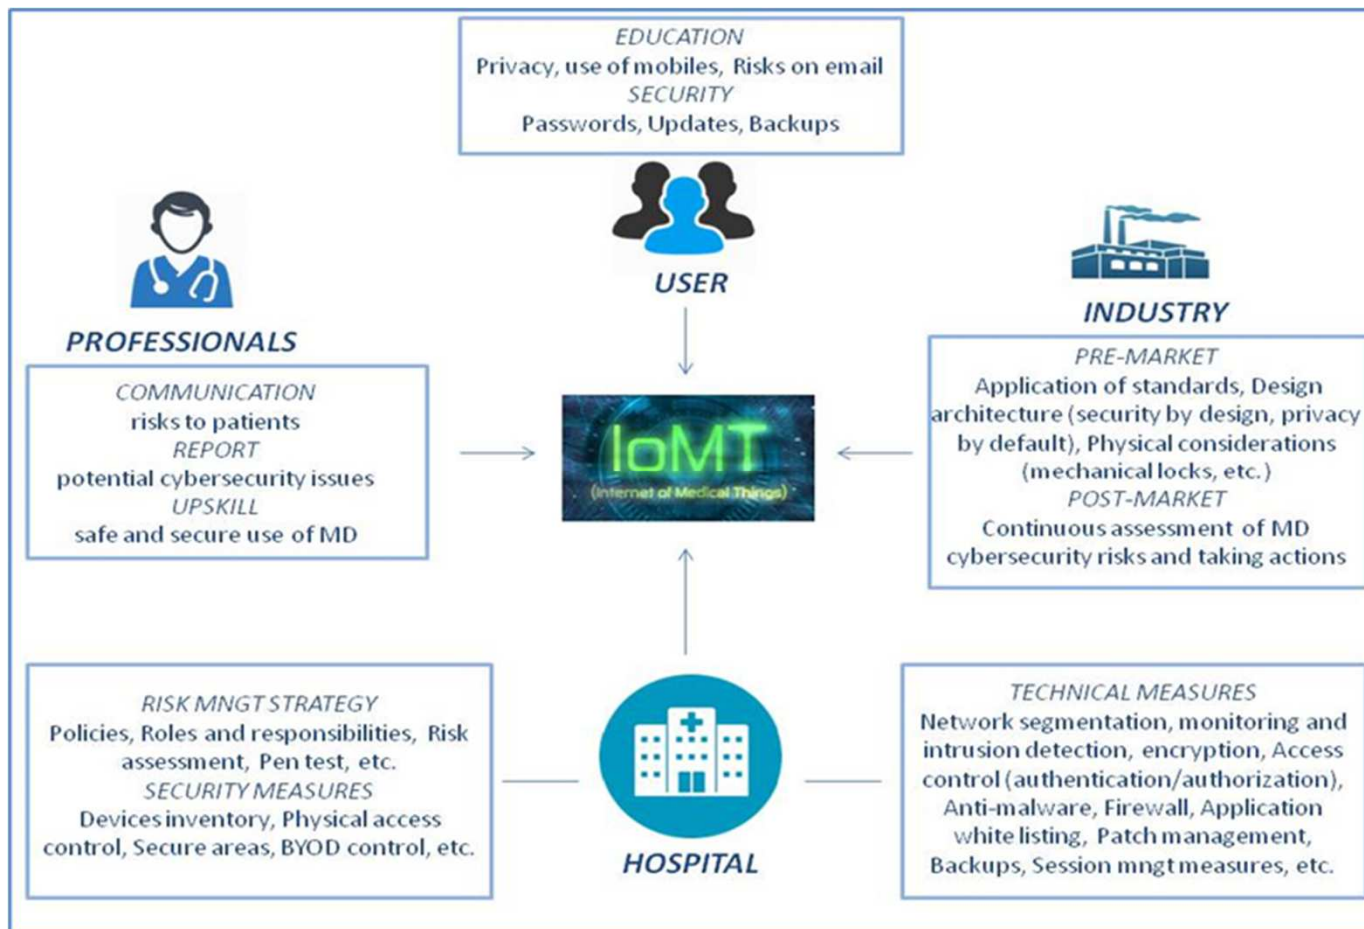 EDUCATION
Privacy, use of mobiles, Risks on email
SECURITY
Passwords, Updates, Backups
USER
PROFESSIONALS
COMMUNICATION
risks to patients
REPORT
potential cybersecurity issues
UPSKILL
safe and secure use of MD
IoMT
(Internet of Medical Things)
INDUSTRY
PRE-MARKET
Application of standards, Design
architecture (security by design, privacy
by default), Physical considerations
(mechanical locks, etc.)
POST-MARKET
Continuous assessment of MD
cybersecurity risks and taking actions
RISK MNGT STRATEGY
Policies, Roles and responsibilities, Risk
assessment, Pen test, etc.
SECURITY MEASURES
Devices inventory, Physical access
control, Secure areas, BYOD control, etc.
HOSPITAL
TECHNICAL MEASURES
Network segmentation, monitoring and
intrusion detection, encryption, Access
control (authentication/authorization),
Anti-malware, Firewall, Application
white listing, Patch management,
Backups, Session mngt measures, etc.